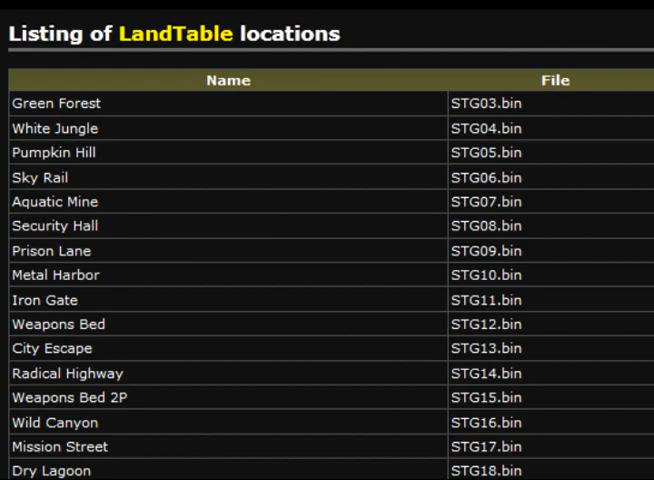 Listing of LandTable locations
Name File
Green Forest STG03.bin
White Jungle STG04.bin
Pumpkin Hill STG05.bin
Sky Rail STG06.bin
Aquatic Mine STG07.bin
Security Hall STG08.bin
Prison Lane STG09.bin
Metal Harbor STG10.bin
Iron Gate STG11.bin
Weapons Bed STG12.bin
City Escape STG13.bin
Radical Highway STG14.bin
Weapons Bed 2P STG15.bin
Wild Canyon STG16.bin
Mission Street STG17.bin
Dry Lagoon STG18.bin